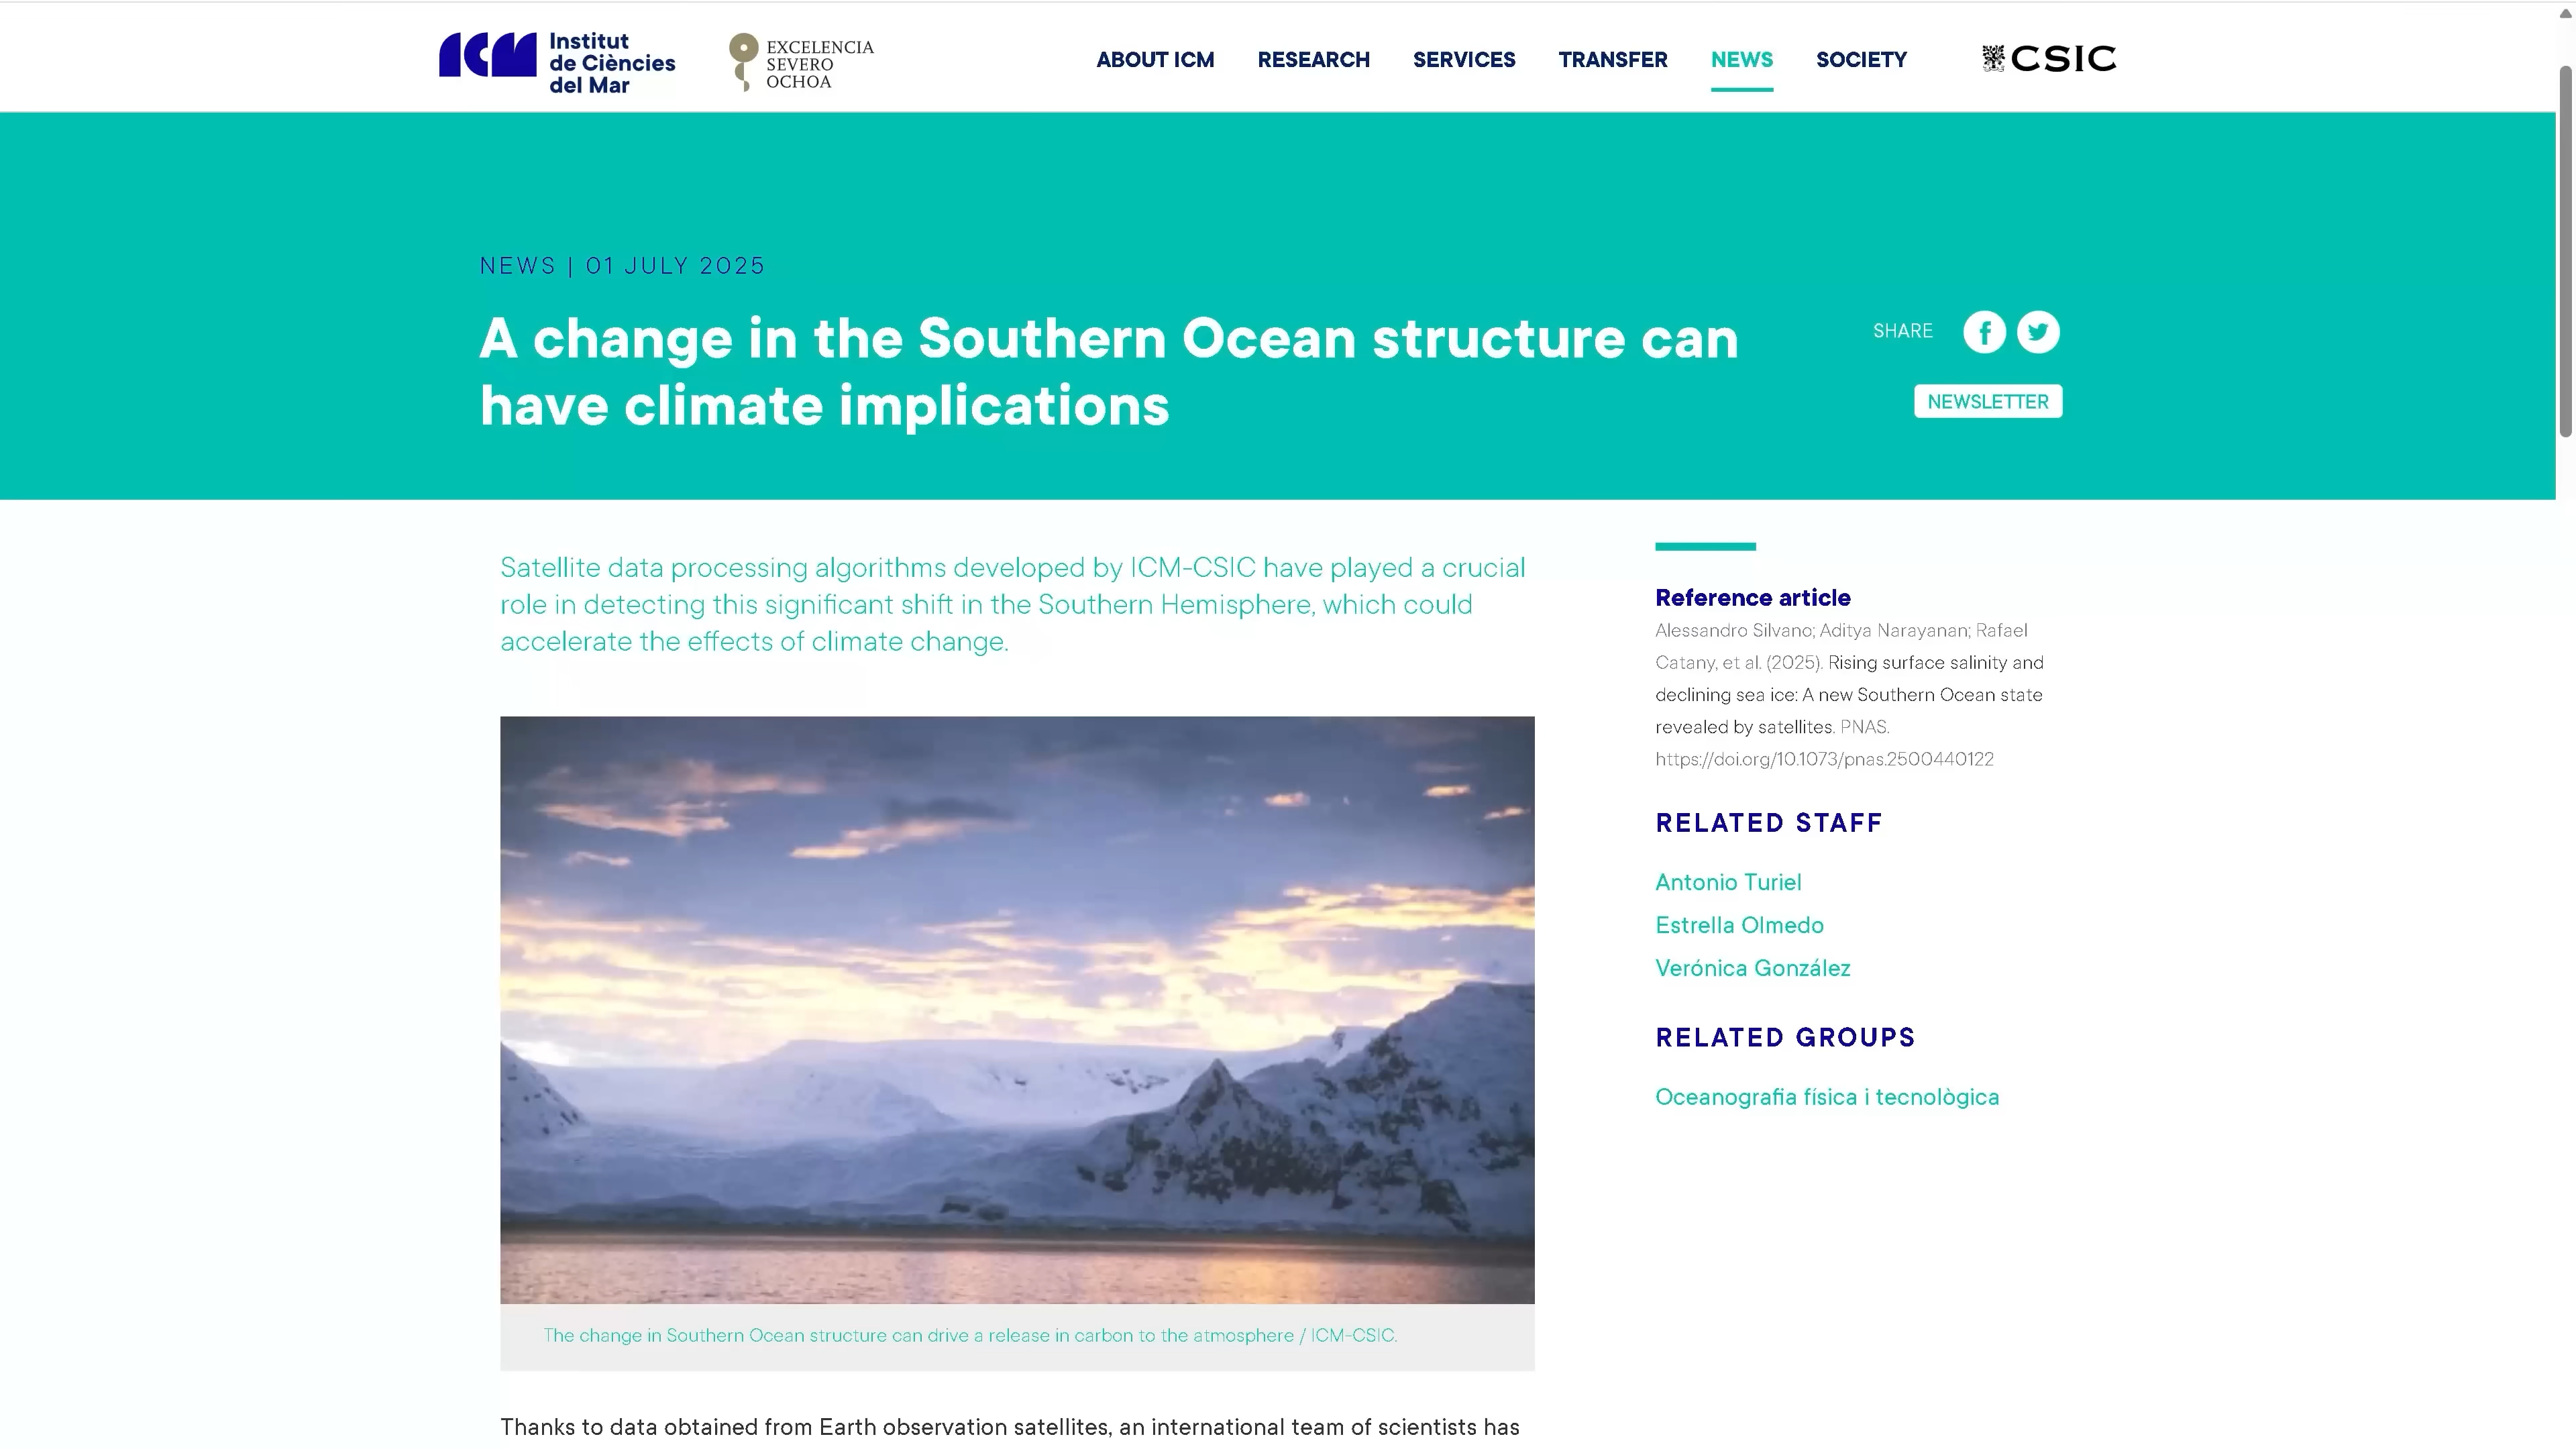 Institut
de Ciències
del Mar
EXCELENCIA
SEVERO
OCHOA
ABOUT ICM RESEARCH SERVICES TRANSFER NEWS SOCIETY CSIC
NEWS | 01 JULY 2025
A change in the Southern Ocean structure can
have climate implications
SHARE
NEWSLETTER
Satellite data processing algorithms developed by ICM-CSIC have played a crucial
role in detecting this significant shift in the Southern Hemisphere, which could
accelerate the effects of climate change.
The change in Southern Ocean structure can drive a release in carbon to the atmosphere / ICM-CSIC.
Thanks to data obtained from Earth observation satellites, an international team of scientists has
Reference article
Alessandro Silvano; Aditya Narayanan; Rafael
Catany, et al. (2025). Rising surface salinity and
declining sea ice: A new Southern Ocean state
revealed by satellites. PNAS.
https://doi.org/10.1073/pnas.2500440122
RELATED STAFF
Antonio Turiel
Estrella Olmedo
Verónica González
RELATED GROUPS
Oceanografia física i tecnològica